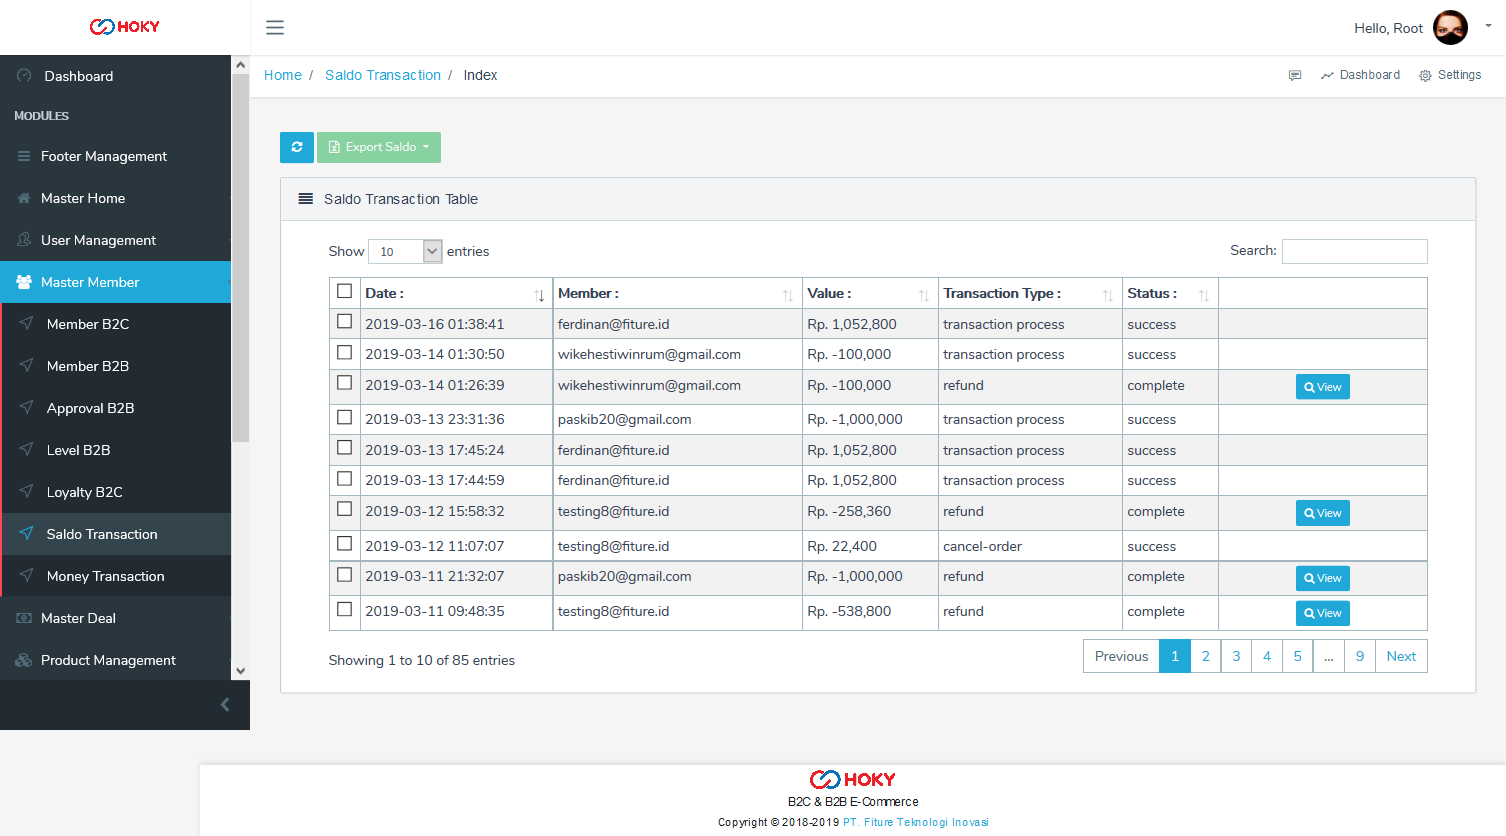 HOKY
Hello, Root
Dashboard
MODULES
Footer Management
Master Home
User Management
Master Member
Member B2C
Member B2B
Approval B2B
Level B2B
Loyalty B2C
Saldo Transaction
Money Transaction
Master Deal
Product Management
Home / Saldo Transaction / Index
Dashboard Settings
Export Saldo
Saldo Transaction Table
Show 10 entries Search:
Date : Member : Value : Transaction Type : Status :
2019-03-16 01:38:41 ferdinan@fiture.id Rp. 1,052,800 transaction process success
2019-03-14 01:30:50 wikehestiwinrum@gmail.com Rp. -100,000 transaction process success
2019-03-14 01:26:39 wikehestiwinrum@gmail.com Rp. -100,000 refund complete View
2019-03-13 23:31:36 paskib20@gmail.com Rp. -1,000,000 transaction process success
2019-03-13 17:45:24 ferdinan@fiture.id Rp. 1,052,800 transaction process success
2019-03-13 17:44:59 ferdinan@fiture.id Rp. 1,052,800 transaction process success
2019-03-12 15:58:32 testing8@fiture.id Rp. -258,360 refund complete View
2019-03-12 11:07:07 testing8@fiture.id Rp. 22,400 cancel-order success
2019-03-11 21:32:07 paskib20@gmail.com Rp. -1,000,000 refund complete View
2019-03-11 09:48:35 testing8@fiture.id Rp. -538,800 refund complete View
Showing 1 to 10 of 85 entries Previous 1 2 3 4 5 ... 9 Next
HOKY
B2C & B2B E-Commerce
Copyright © 2018-2019 PT. Fiture Teknologi Inovasi